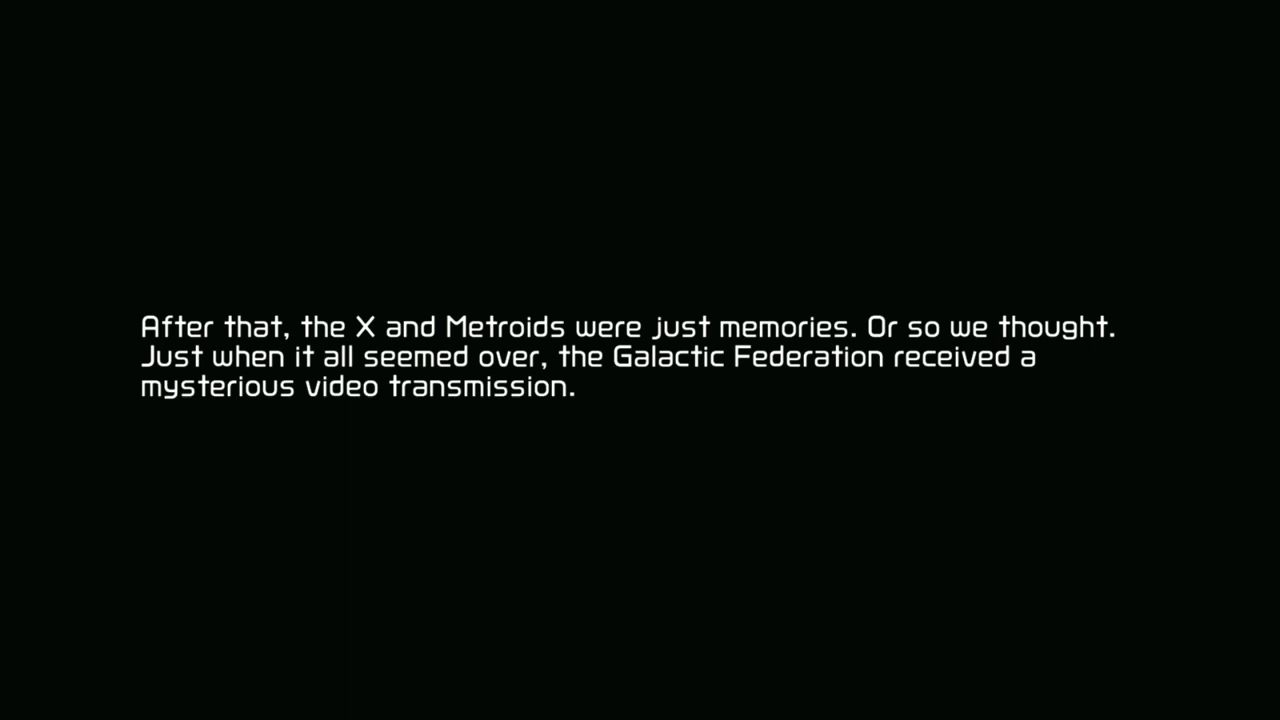 After that, the X and Metroids were just memories. Or so we thought.
Just when it all seemed over, the Galactic Federation received a
mysterious video transmission.